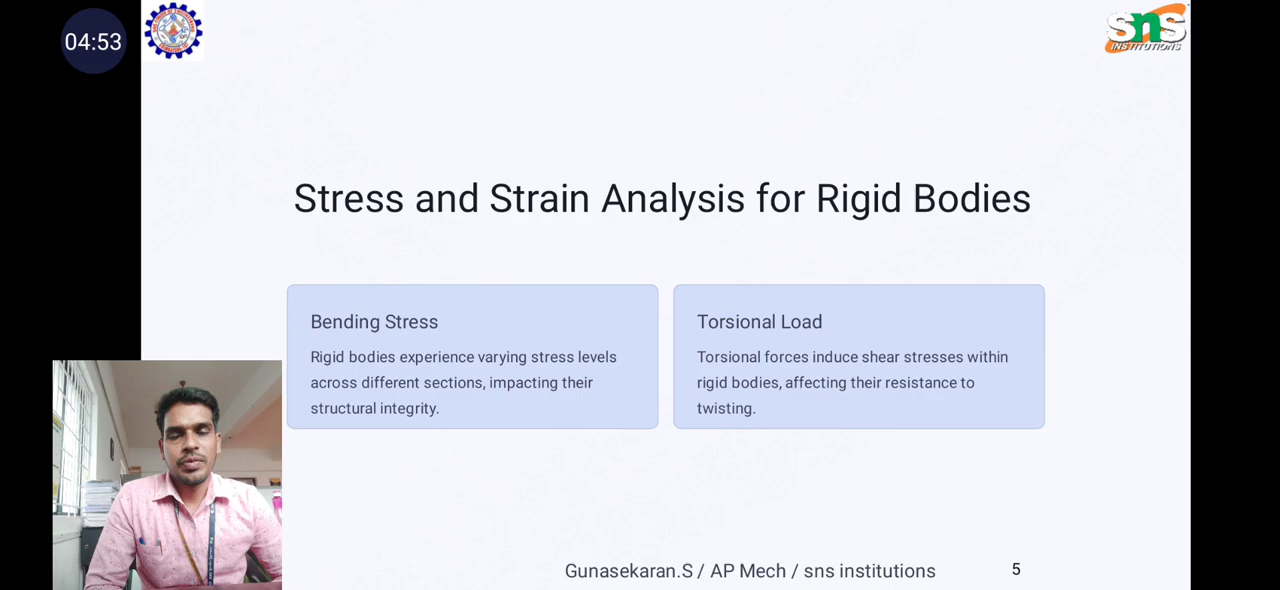 04:53
sns
INSTITUTIONS
Stress and Strain Analysis for Rigid Bodies
Bending Stress
Rigid bodies experience varying stress levels
across different sections, impacting their
structural integrity.
Torsional Load
Torsional forces induce shear stresses within
rigid bodies, affecting their resistance to
twisting.
Gunasekaran.S / AP Mech / sns institutions
5